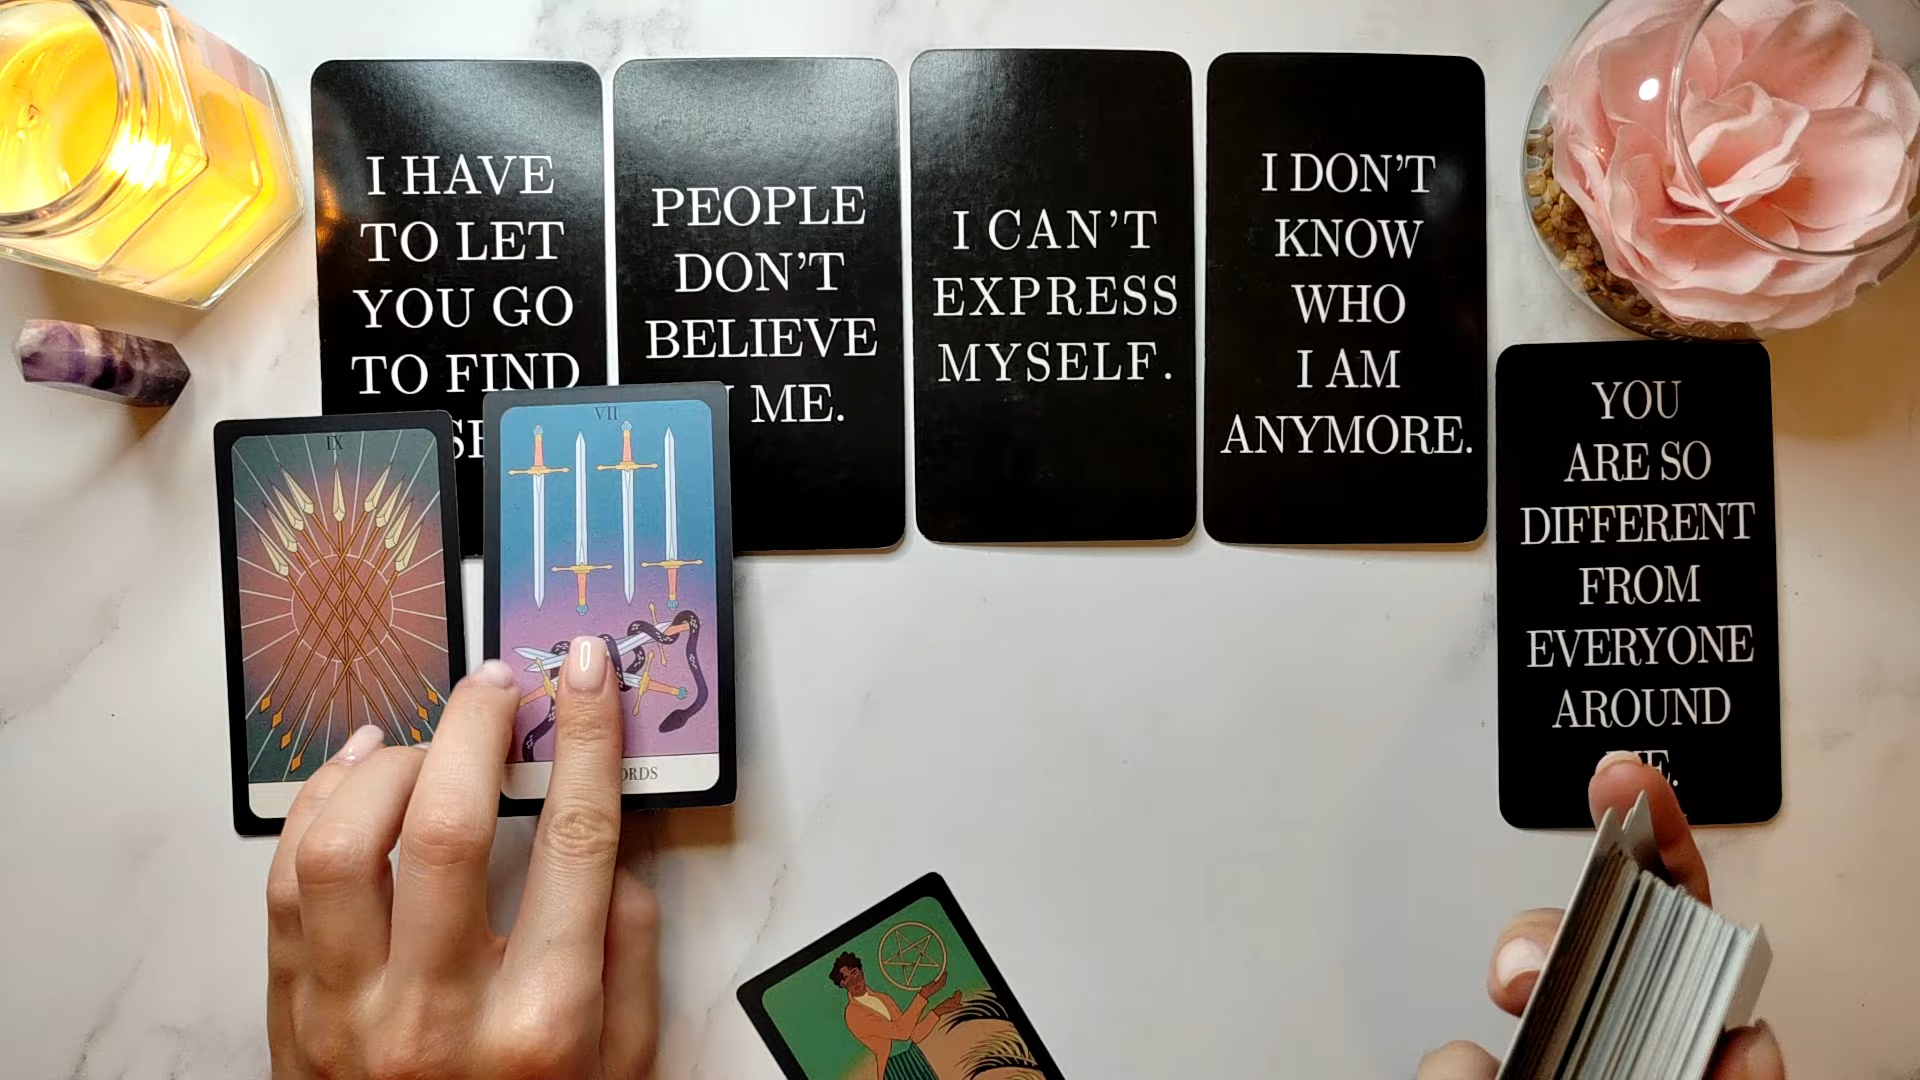 I HAVE
TO LET
YOU GO
TO FIND
PEOPLE
DON'T
BELIEVE
ME.
I CAN'T
EXPRESS
MYSELF.
I DON'T
KNOW
WHO
I AM
ANYMORE.
YOU
ARE SO
DIFFERENT
FROM
EVERYONE
AROUND
IX
VII